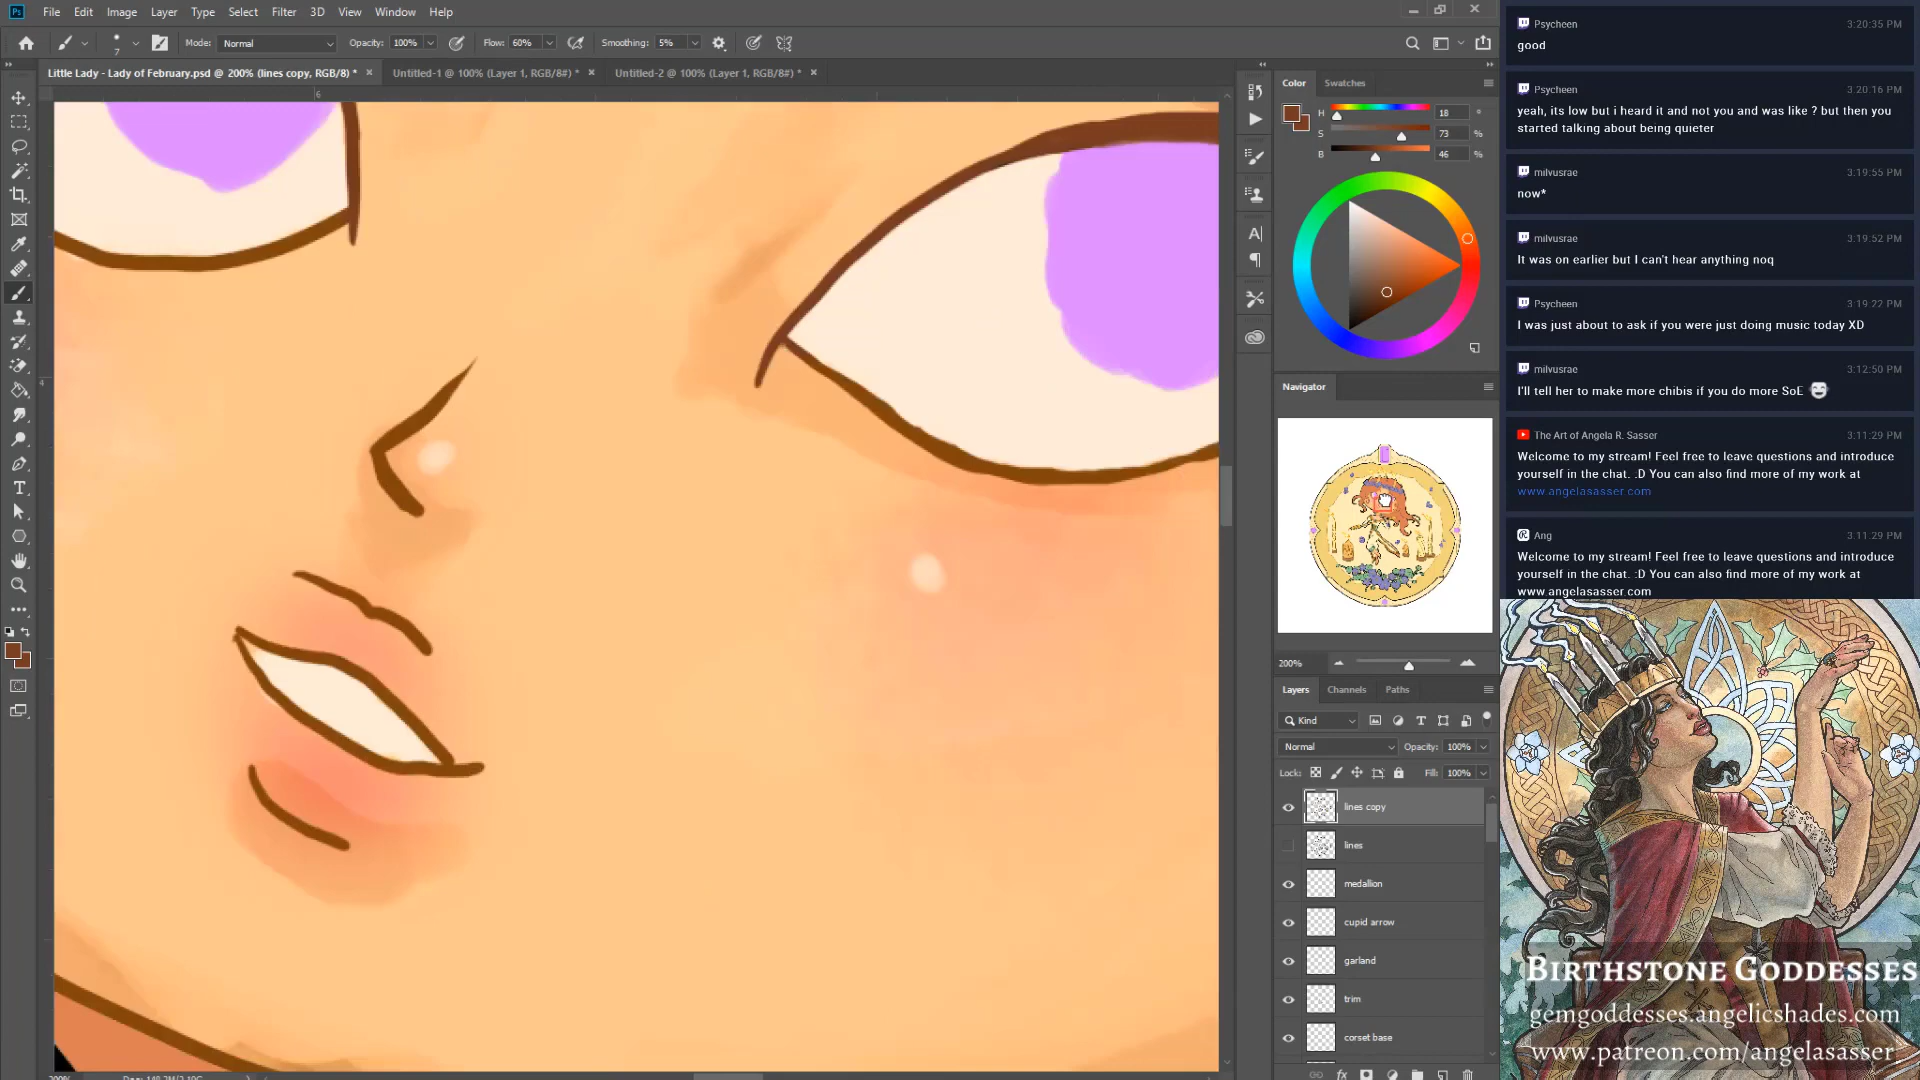 Ps File Edit Image Layer Type Select Filter 3D View Window Help
7 Mode: Normal Opacity: 100% Flow: 60% Smoothing: 5%
Little Lady - Lady of February.psd @ 200% (lines copy, RGB/8) * Untitled-1 @ 100% (Layer 1, RGB/8#) * Untitled-2 @ 100% (Layer 1, RGB/8#) *
6
4
Color Swatches
H 18 °
S 73 %
B 46 %
Navigator
200%
Layers Channels Paths
Kind
Normal Opacity: 100%
Lock: Fill: 100%
lines copy
lines
medallion
cupid arrow
garland
trim
corset base
Psycheen 3:20:35 PM
good
Psycheen 3:20:16 PM
yeah, its low but i heard it and not you and was like ? but then you
started talking about being quieter
milvusrae 3:19:55 PM
now*
milvusrae 3:19:52 PM
It was on earlier but I can't hear anything noq
Psycheen 3:19:22 PM
I was just about to ask if you were just doing music today XD
milvusrae 3:12:50 PM
I'll tell her to make more chibis if you do more SoE
The Art of Angela R. Sasser 3:11:29 PM
Welcome to my stream! Feel free to leave questions and introduce
yourself in the chat. :D You can also find more of my work at
www.angelasasser.com
Ang 3:11:29 PM
Welcome to my stream! Feel free to leave questions and introduce
yourself in the chat. :D You can also find more of my work at
www.angelasasser.com
Birthstone Goddesses
gemgoddesses.angelicshades.com
www.patreon.com/angelasasser